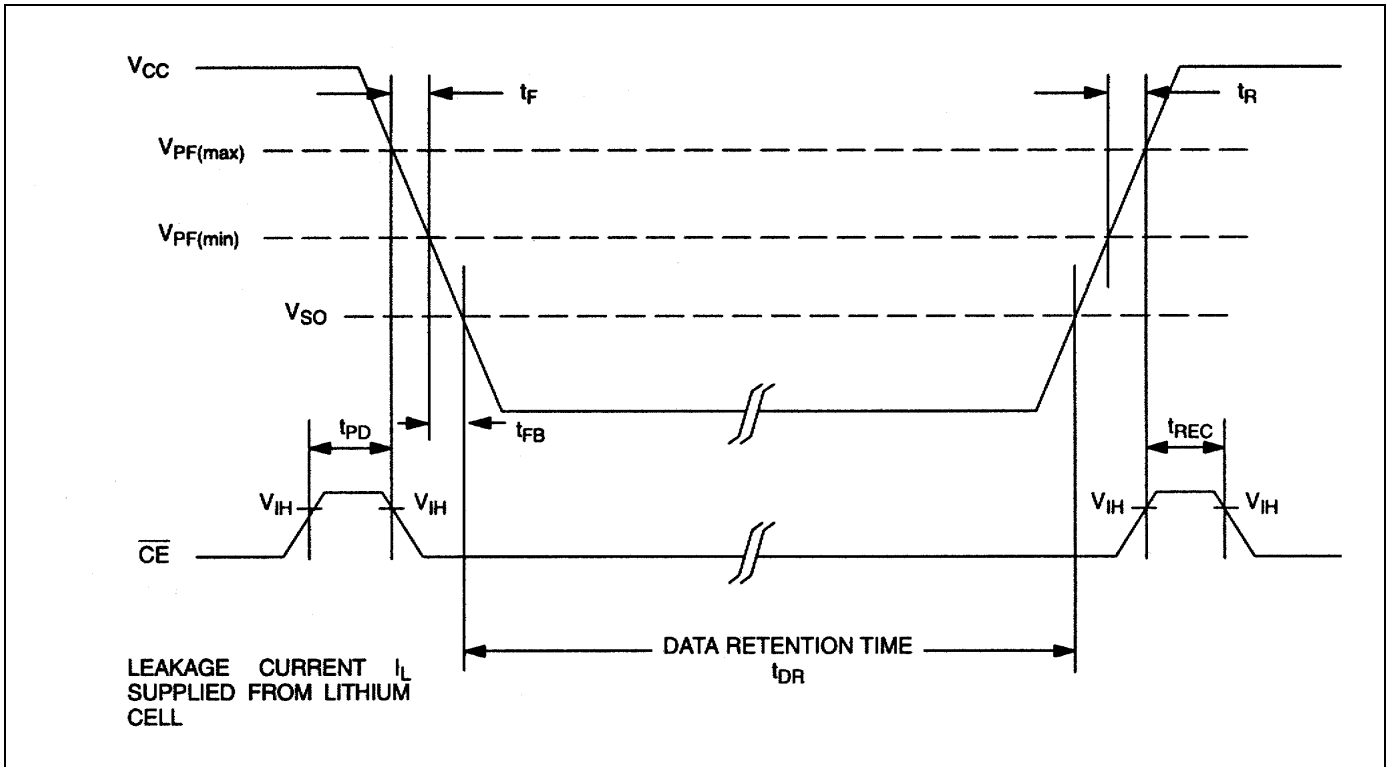 VCC
tF
tR
VPF(max)
VPF(min)
VSO
tPD
tFB
tREC
VIH
VIH
VIH
VIH
C̅E̅
DATA RETENTION TIME
tDR
LEAKAGE CURRENT IL
SUPPLIED FROM LITHIUM
CELL